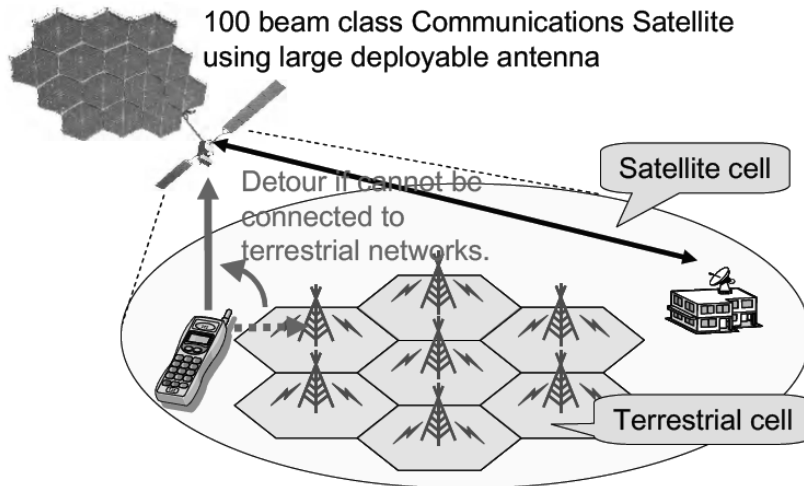 100 beam class Communications Satellite
using large deployable antenna
Satellite cell
Detour if cannot be
connected to
terrestrial networks.
Terrestrial cell